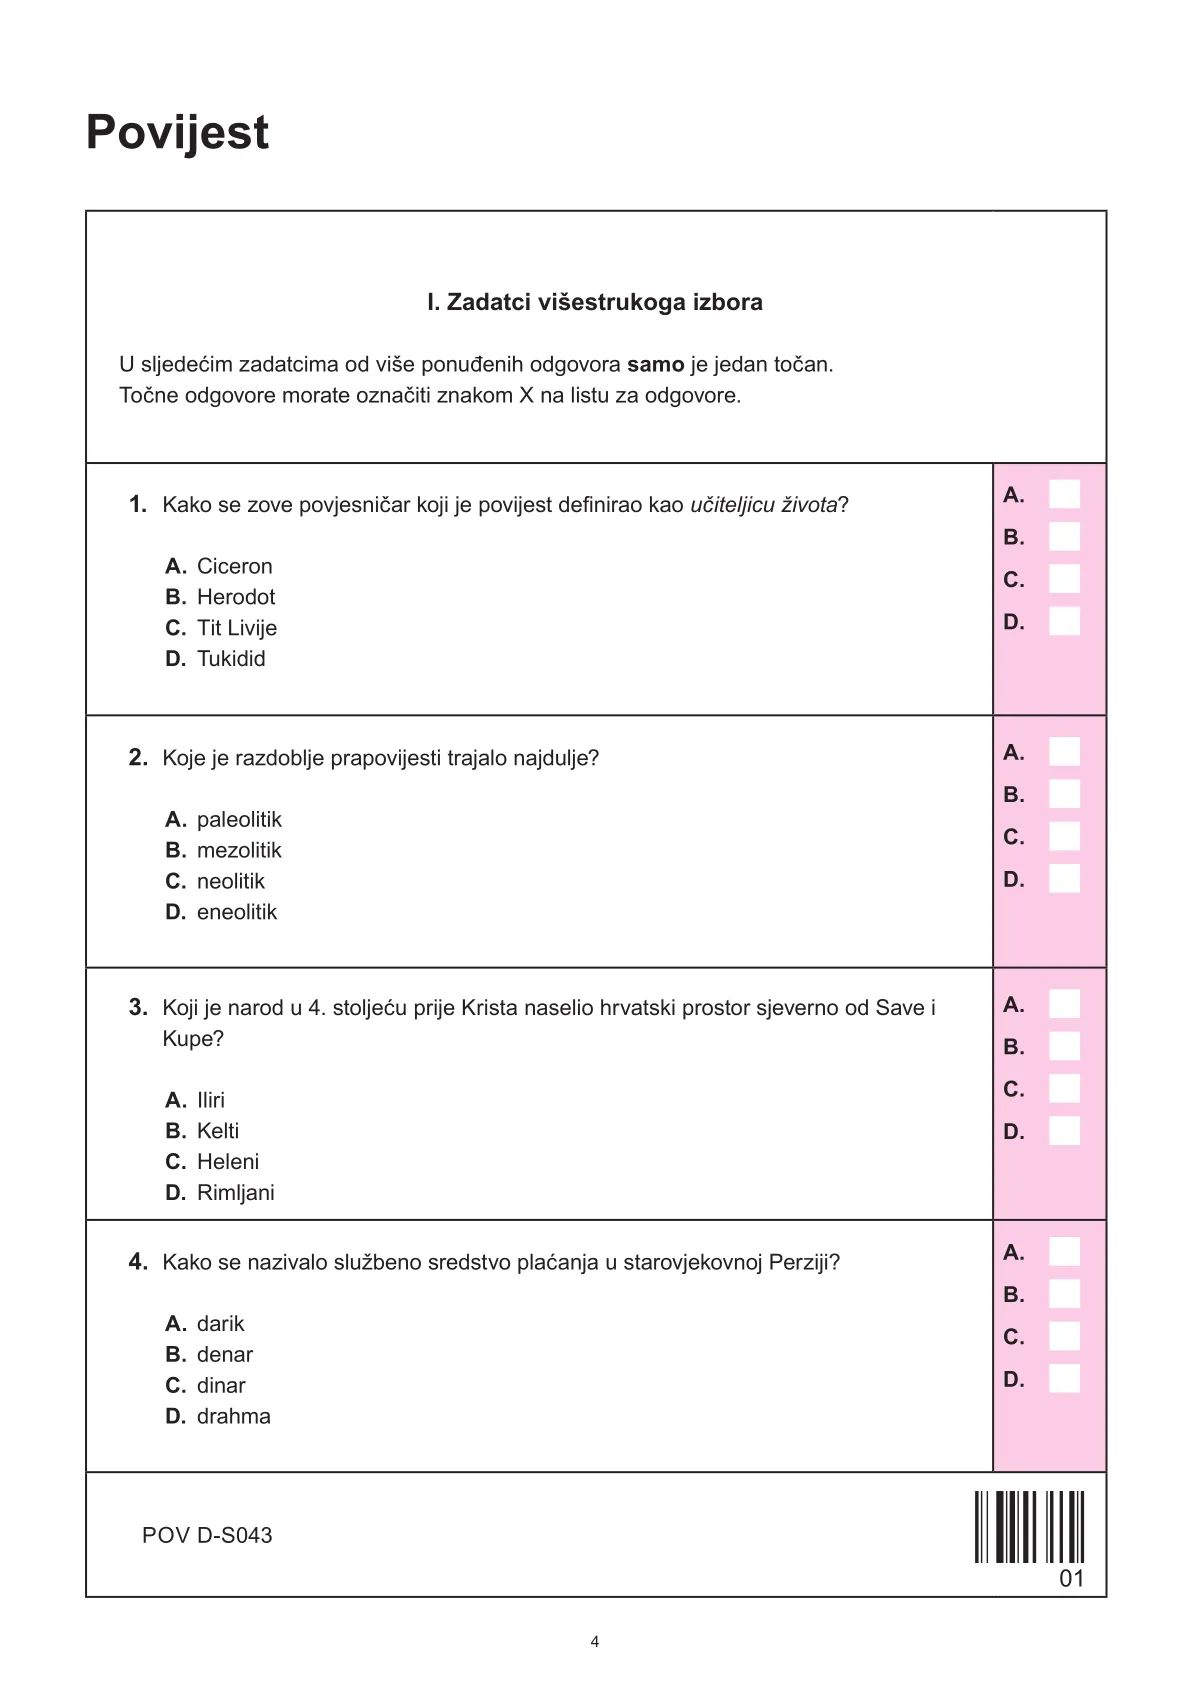 Povijest
I. Zadatci višestrukoga izbora
U sljedećim zadatcima od više ponuđenih odgovora samo je jedan točan.
Točne odgovore morate označiti znakom X na listu za odgovore.
1. Kako se zove povjesničar koji je povijest definirao kao učiteljicu života?
A. Ciceron
B. Herodot
C. Tit Livije
D. Tukidid
A.
B.
C.
D.
2. Koje je razdoblje prapovijesti trajalo najdulje?
A. paleolitik
B. mezolitik
C. neolitik
D. eneolitik
A.
B.
C.
D.
3. Koji je narod u 4. stoljeću prije Krista naselio hrvatski prostor sjeverno od Save i
Kupe?
A. Iliri
B. Kelti
C. Heleni
D. Rimljani
A.
B.
C.
D.
4. Kako se nazivalo službeno sredstvo plaćanja u starovjekovnoj Perziji?
A. darik
B. denar
C. dinar
D. drahma
A.
B.
C.
D.
POV D-S043
01
4